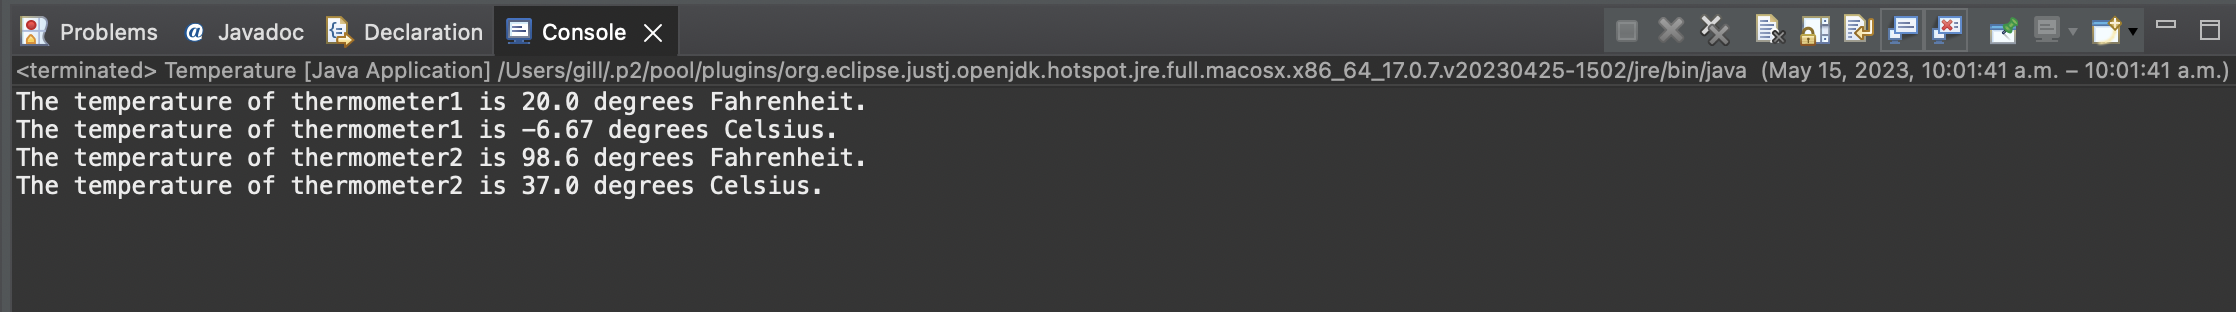 Problems @ Javadoc Declaration Console
<terminated> Temperature [Java Application] /Users/gill/.p2/pool/plugins/org.eclipse.justj.openjdk.hotspot.jre.full.macosx.x86_64_17.0.7.v20230425-1502/jre/bin/java (May 15, 2023, 10:01:41 a.m. – 10:01:41 a.m.)
The temperature of thermometer1 is 20.0 degrees Fahrenheit.
The temperature of thermometer1 is -6.67 degrees Celsius.
The temperature of thermometer2 is 98.6 degrees Fahrenheit.
The temperature of thermometer2 is 37.0 degrees Celsius.